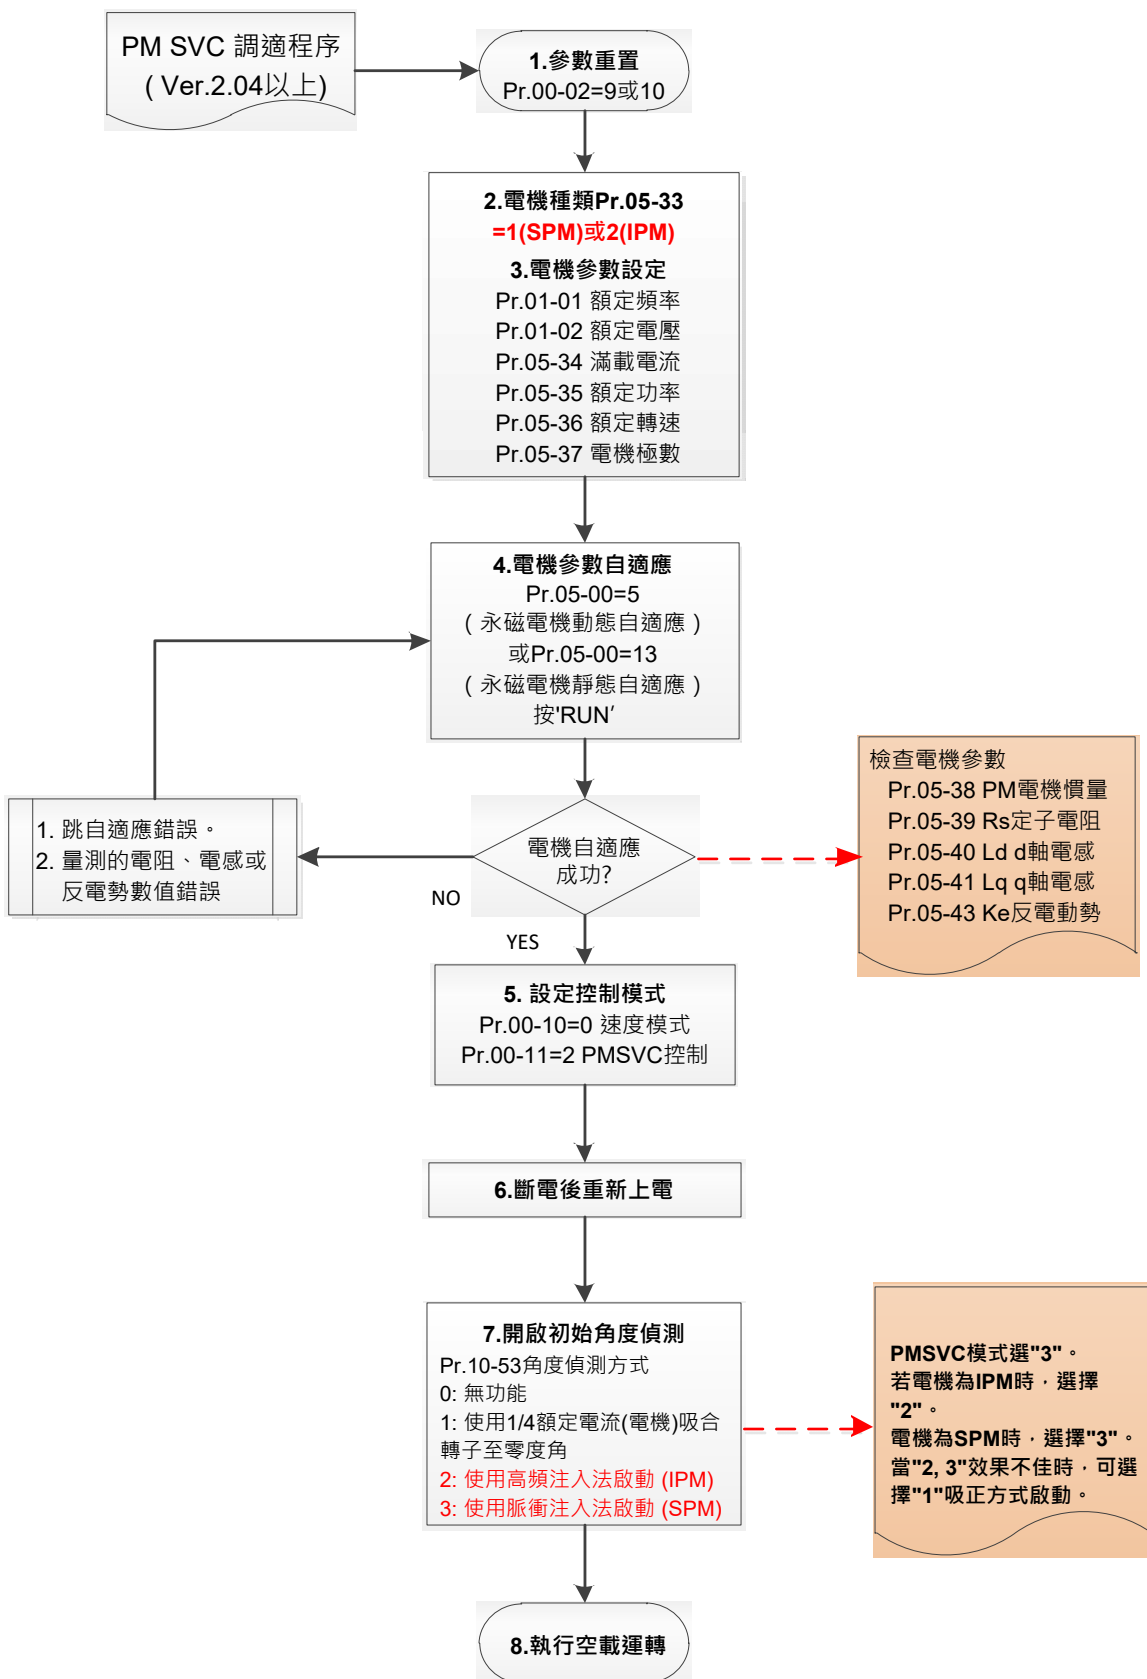 PM SVC 調適程序
( Ver.2.04以上)
1.參數重置
Pr.00-02=9或10
2.電機種類Pr.05-33
=1(SPM)或2(IPM)
3.電機參數設定
Pr.01-01 額定頻率
Pr.01-02 額定電壓
Pr.05-34 滿載電流
Pr.05-35 額定功率
Pr.05-36 額定轉速
Pr.05-37 電機極數
4.電機參數自適應
Pr.05-00=5
( 永磁電機動態自適應 )
或Pr.05-00=13
( 永磁電機靜態自適應 )
按'RUN'
檢查電機參數
Pr.05-38 PM電機慣量
Pr.05-39 Rs定子電阻
Pr.05-40 Ld d軸電感
Pr.05-41 Lq q軸電感
Pr.05-43 Ke反電動勢
1. 跳自適應錯誤。
2. 量測的電阻、電感或
反電勢數值錯誤
電機自適應
成功?
NO
YES
5. 設定控制模式
Pr.00-10=0 速度模式
Pr.00-11=2 PMSVC控制
6.斷電後重新上電
7.開啟初始角度偵測
Pr.10-53角度偵測方式
0: 無功能
1: 使用1/4額定電流(電機)吸合
轉子至零度角
2: 使用高頻注入法啟動 (IPM)
3: 使用脈衝注入法啟動 (SPM)
PMSVC模式選"3"。
若電機為IPM時，選擇
"2"。
電機為SPM時，選擇"3"。
當"2, 3"效果不佳時，可選
擇"1"吸正方式啟動。
8.執行空載運轉